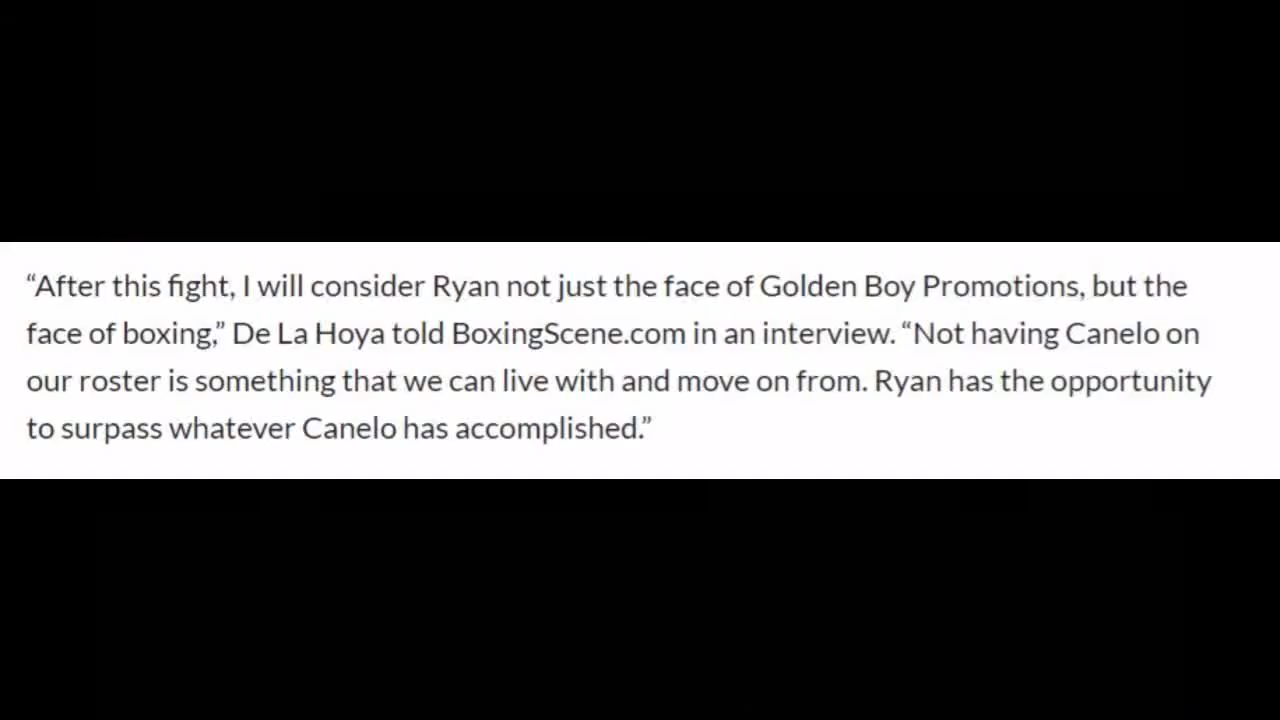 “After this fight, I will consider Ryan not just the face of Golden Boy Promotions, but the
face of boxing,” De La Hoya told BoxingScene.com in an interview. “Not having Canelo on
our roster is something that we can live with and move on from. Ryan has the opportunity
to surpass whatever Canelo has accomplished.”